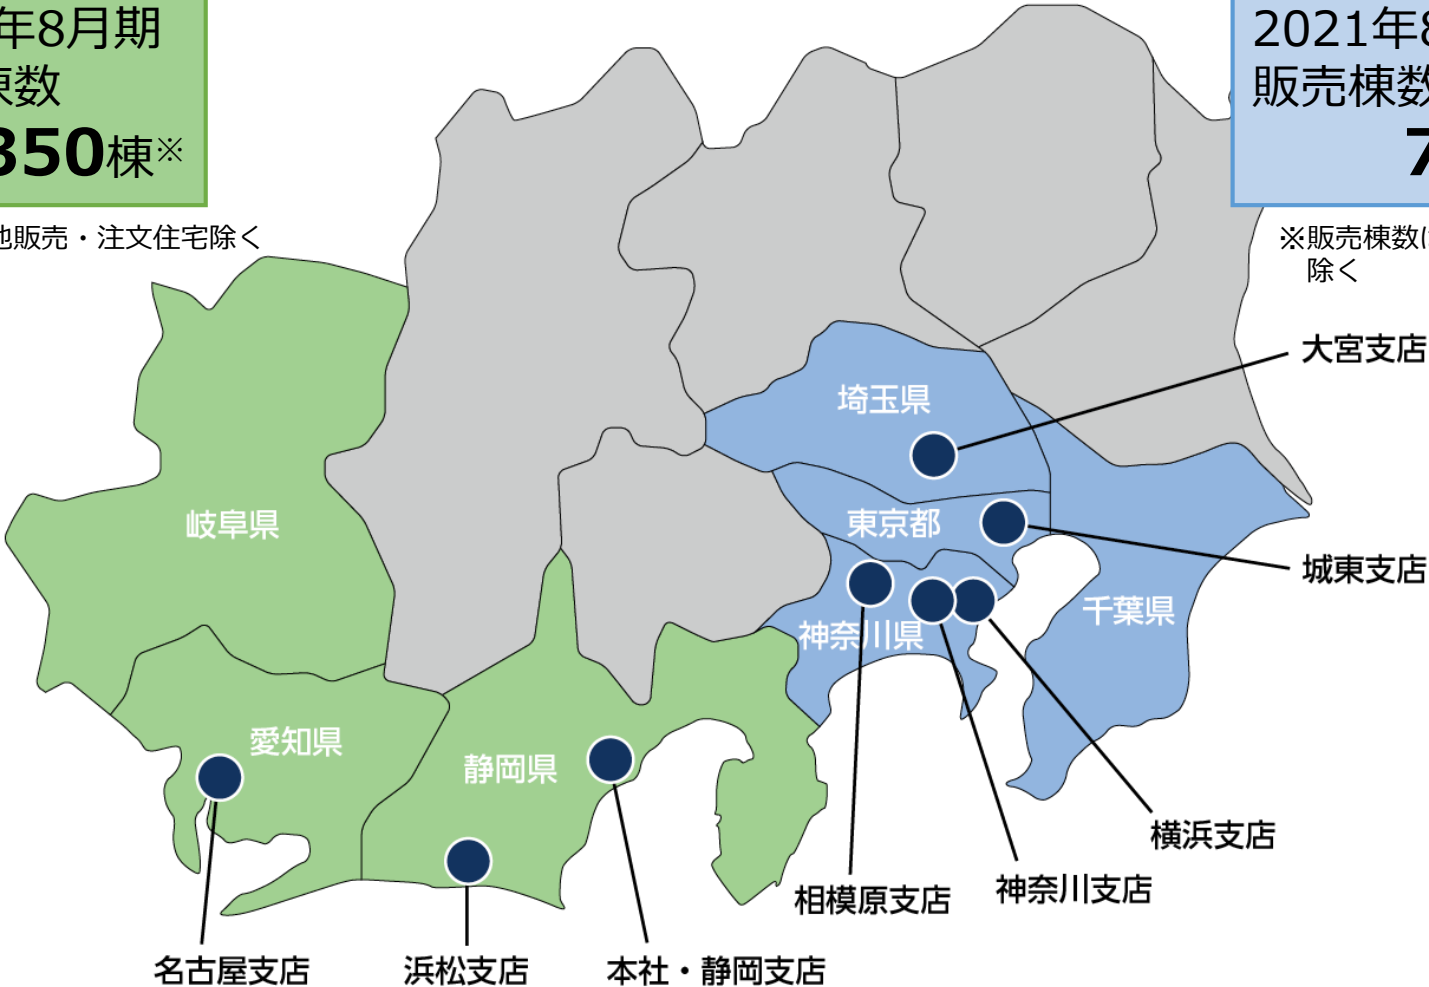 年8月期
棟数
350棟※
販売・注文住宅除く
2021年8
販売棟数
7
※販売棟数は
除く
大宮支店
埼玉県
岐阜県
東京都
城東支店
千葉県
神奈川県
愛知県
静岡県
横浜支店
神奈川支店
相模原支店
名古屋支店
浜松支店
本社・静岡支店